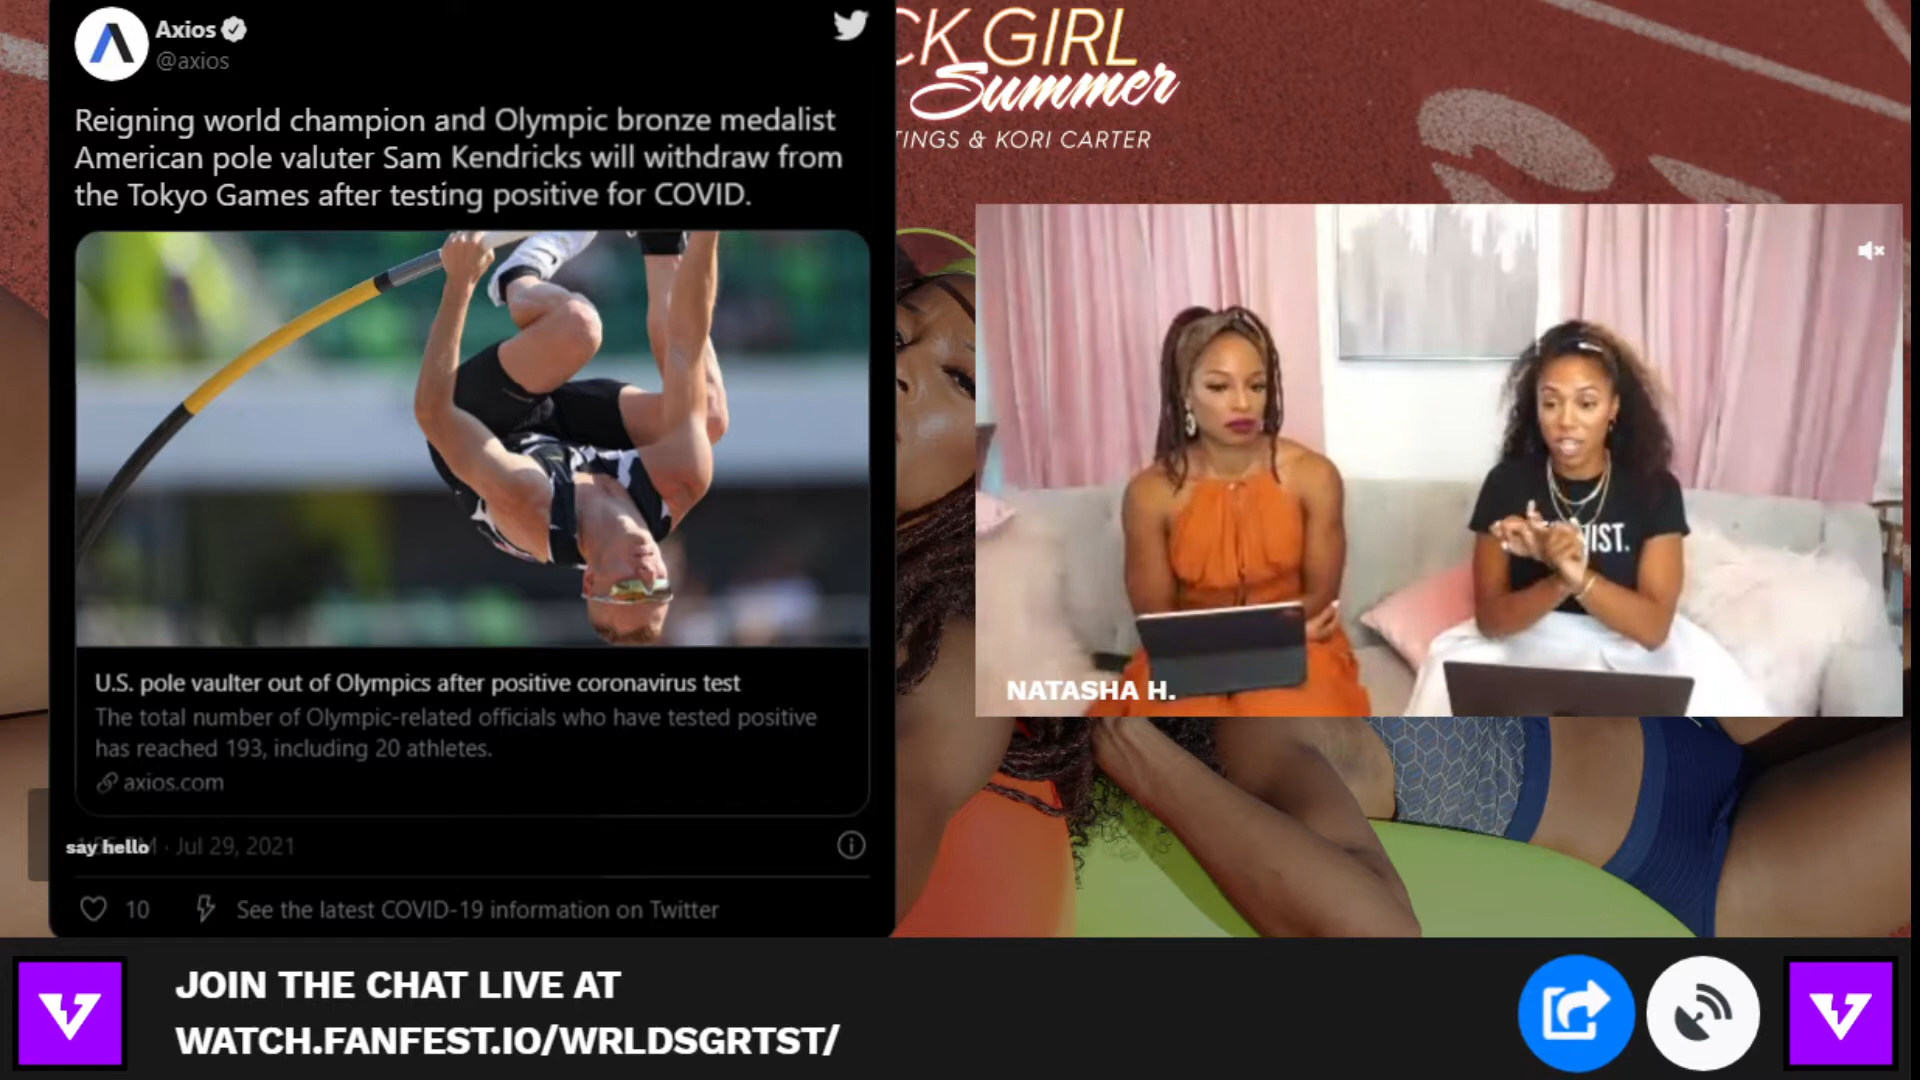 Axios
@axios
Reigning world champion and Olympic bronze medalist
American pole valuter Sam Kendricks will withdraw from
the Tokyo Games after testing positive for COVID.
U.S. pole vaulter out of Olympics after positive coronavirus test
The total number of Olympic-related officials who have tested positive
has reached 193, including 20 athletes.
axios.com
say hello
· Jul 29, 2021
10
See the latest COVID-19 information on Twitter
CK GIRL
Summer
TINGS & KORI CARTER
IST.
NATASHA H.
JOIN THE CHAT LIVE AT
WATCH.FANFEST.IO/WRLDSGRTST/